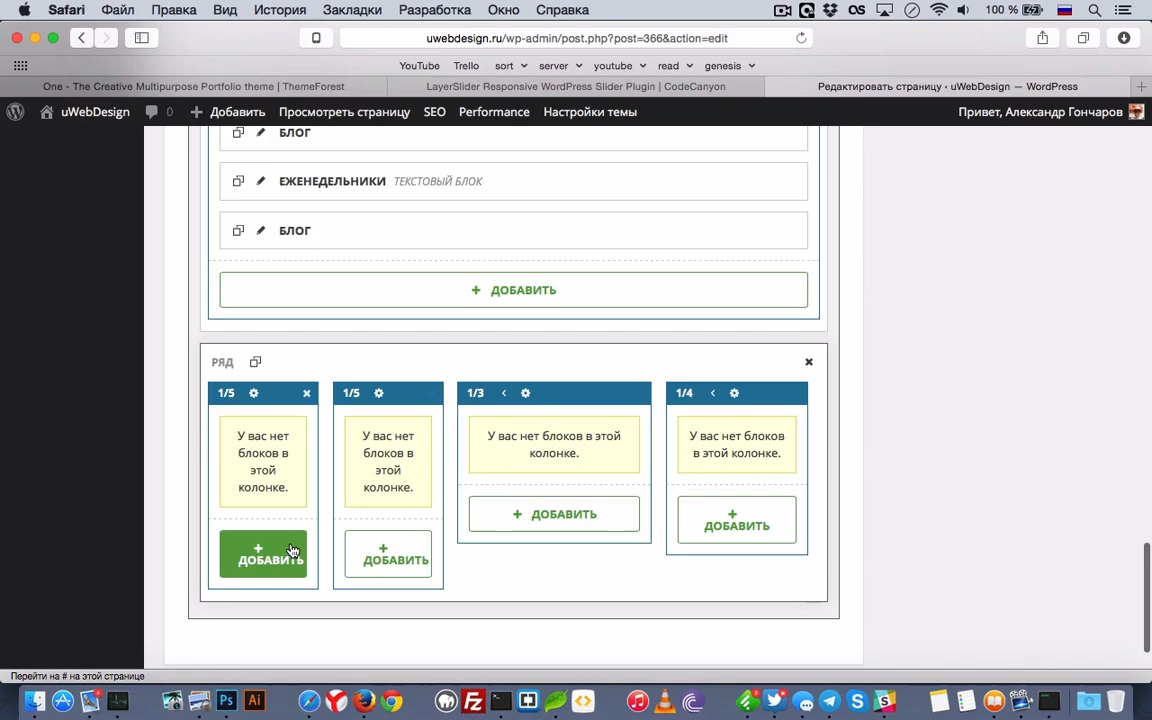 Safari Файл Правка Вид История Закладки Разработка Окно Справка 100 %
uwebdesign.ru/wp-admin/post.php?post=366&action=edit
YouTube Trello sort server youtube read genesis
One - The Creative Multipurpose Portfolio theme | ThemeForest LayerSlider Responsive WordPress Slider Plugin | CodeCanyon Редактировать страницу ‹ uWebDesign — WordPress
uWebDesign 0 + Добавить Просмотреть страницу SEO Performance Настройки темы Привет, Александр Гончаров
БЛОГ
ЕЖЕНЕДЕЛЬНИКИ ТЕКСТОВЫЙ БЛОК
БЛОГ
+ ДОБАВИТЬ
РЯД
1/5 1/5 1/3 1/4
У вас нет
блоков в
этой
колонке.
+
ДОБАВИТЬ
У вас нет
блоков в
этой
колонке.
+
ДОБАВИТЬ
У вас нет блоков в этой
колонке.
+ ДОБАВИТЬ
У вас нет блоков
в этой колонке.
+
ДОБАВИТЬ
Перейти на # на этой странице
Ps Ai